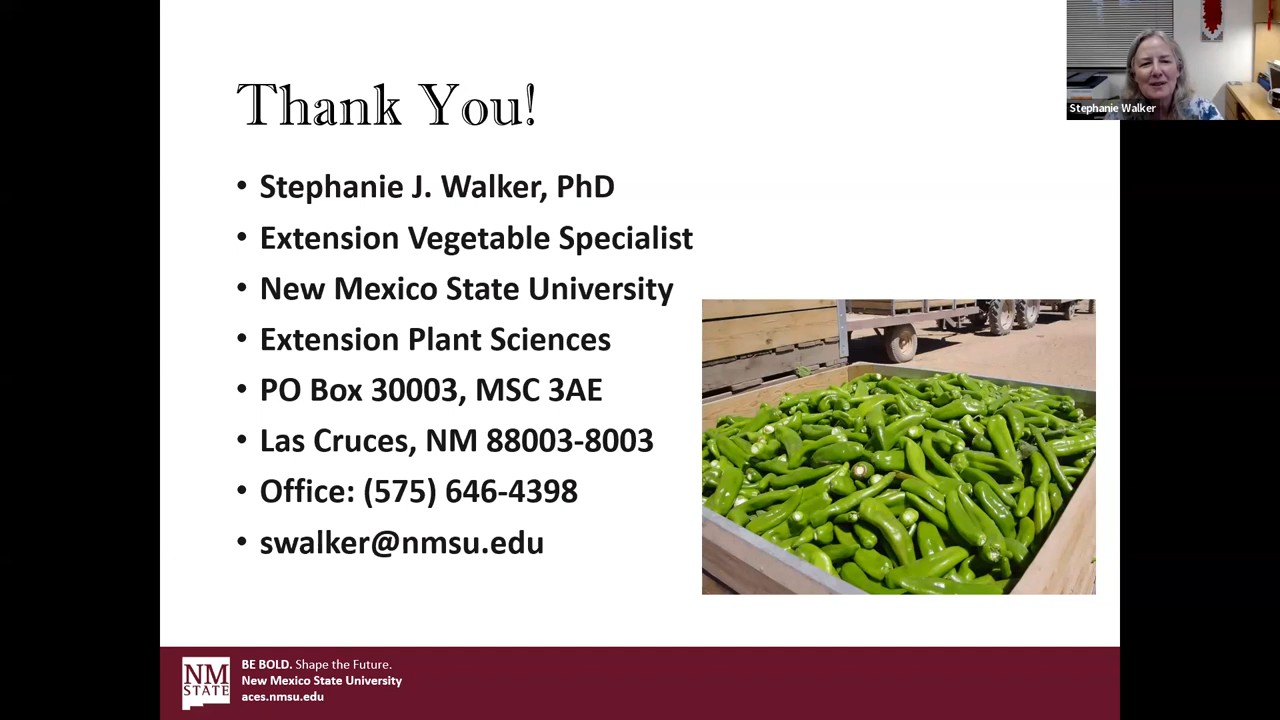 Thank You!
• Stephanie J. Walker, PhD
• Extension Vegetable Specialist
• New Mexico State University
• Extension Plant Sciences
• PO Box 30003, MSC 3AE
• Las Cruces, NM 88003-8003
• Office: (575) 646-4398
• swalker@nmsu.edu
Stephanie Walker
NM
STATE
BE BOLD. Shape the Future.
New Mexico State University
aces.nmsu.edu